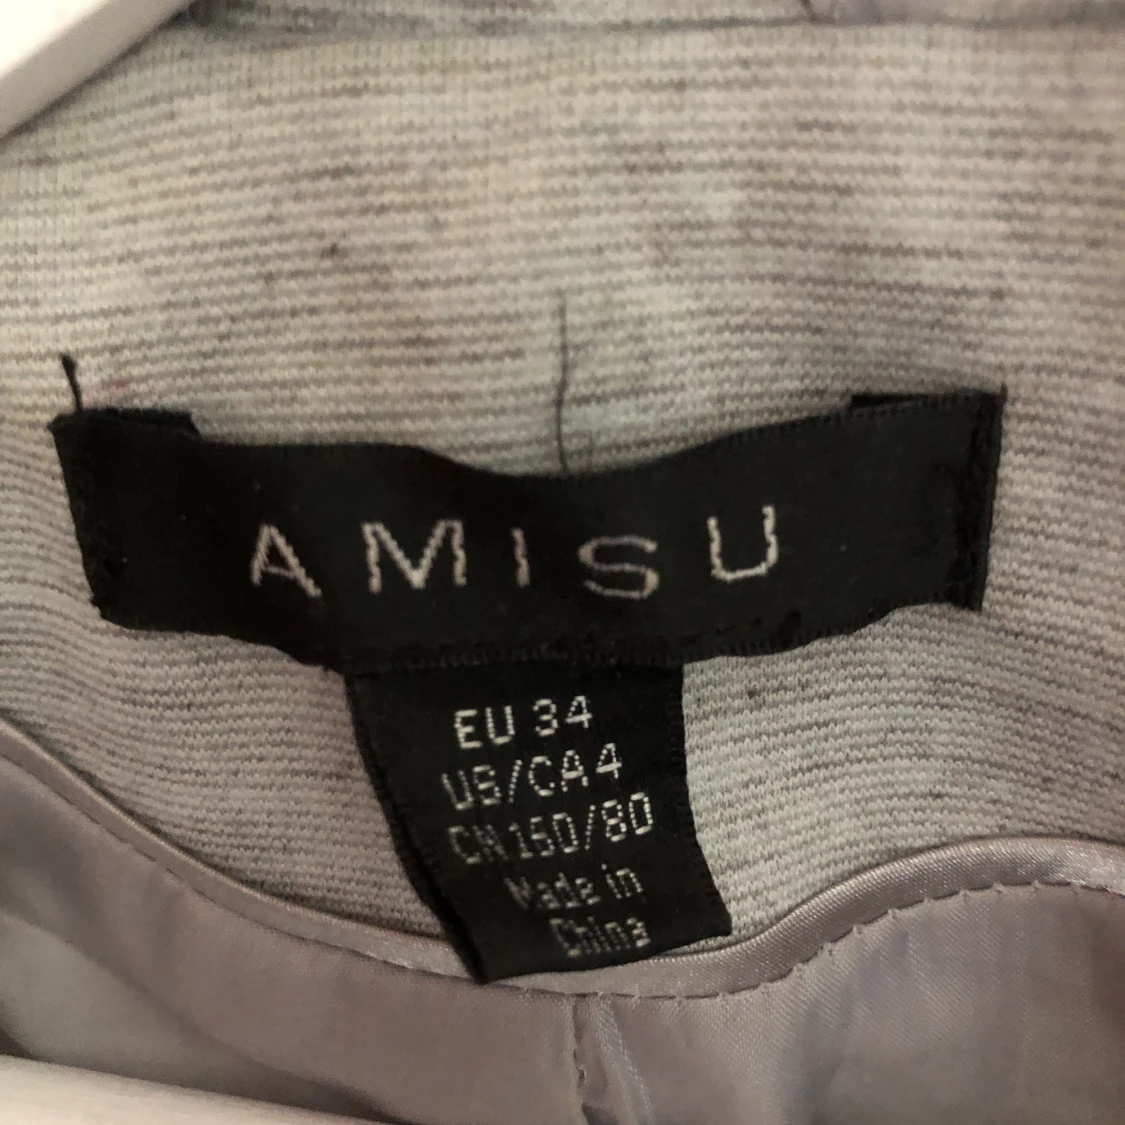 AMISU
EU 34
US/CA 4
CN 160/80
Made in
China